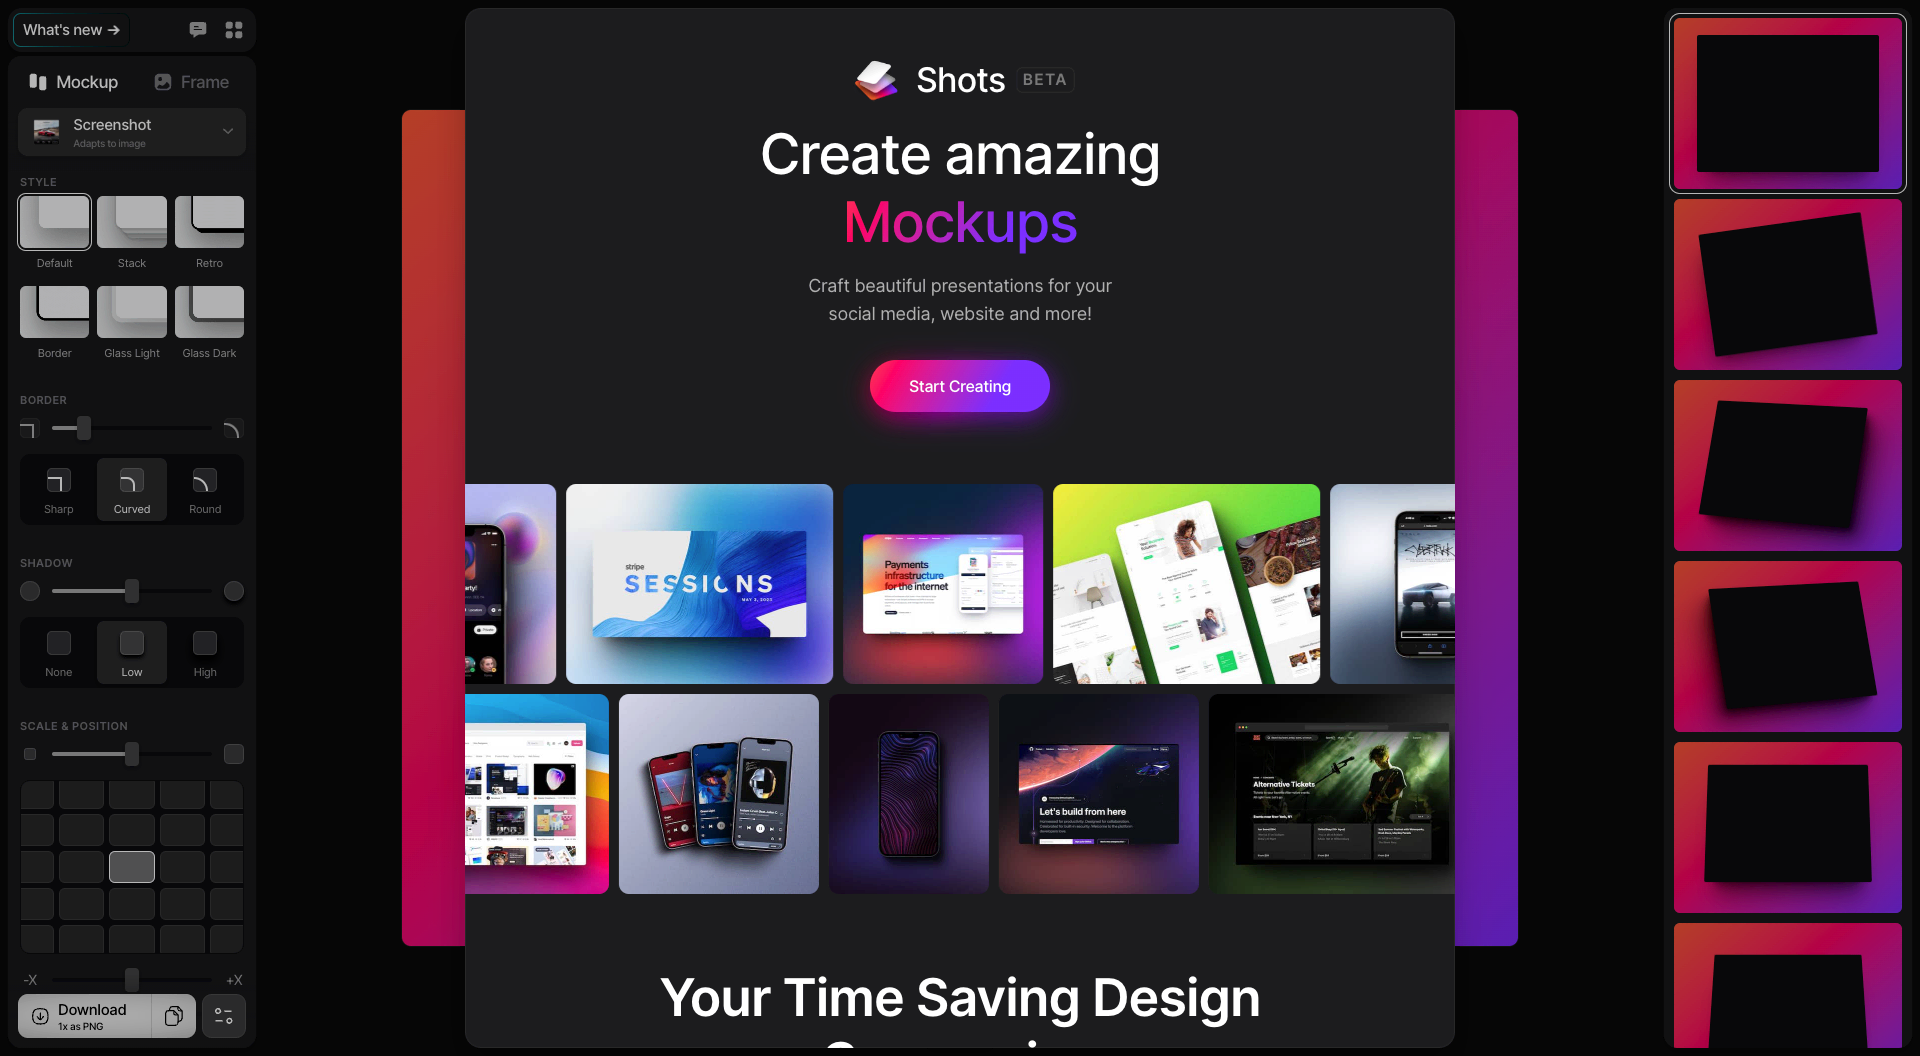 What's new →
Mockup
Frame
Screenshot
Adapts to image
STYLE
Default
Stack
Retro
Border
Glass Light
Glass Dark
BORDER
Sharp
Curved
Round
SHADOW
None
Low
High
SCALE & POSITION
-X
+X
Download
1x as PNG
Shots BETA
Create amazing
Mockups
Craft beautiful presentations for your
social media, website and more!
Start Creating
stripe
SESSIONS
MAY 3, 2023
Payments
infrastructure
for the internet
Let's build from here
Alternative Tickets
Your Time Saving Design